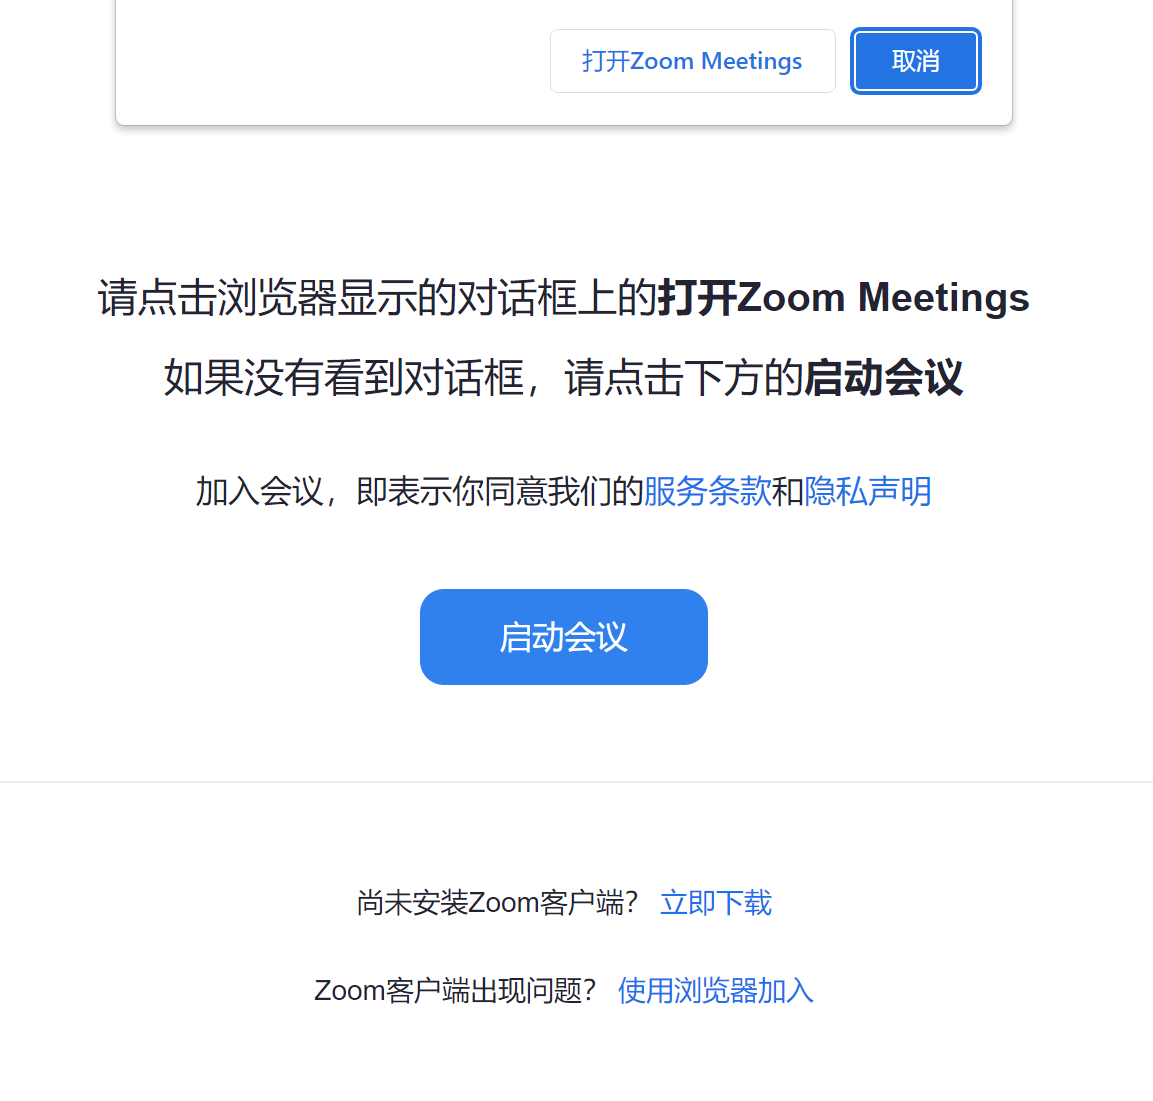 打开Zoom Meetings 取消
请点击浏览器显示的对话框上的打开Zoom Meetings
如果没有看到对话框，请点击下方的启动会议
加入会议，即表示你同意我们的服务条款和隐私声明
启动会议
尚未安装Zoom客户端？ 立即下载
Zoom客户端出现问题？ 使用浏览器加入